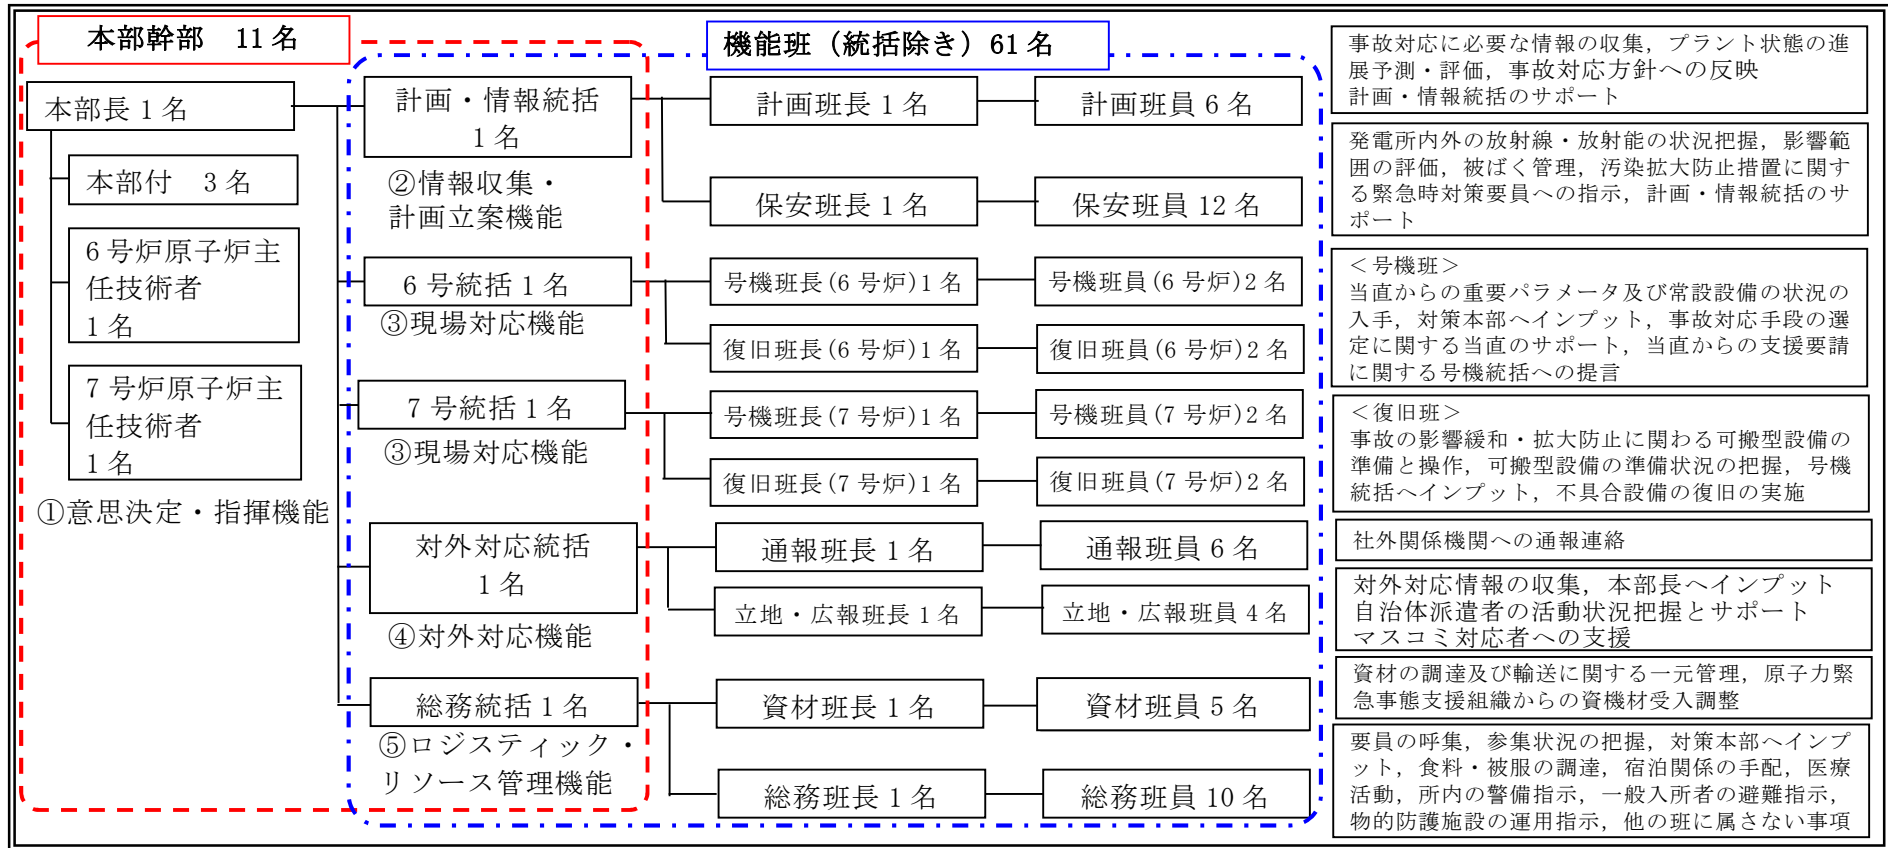 本部幹部　11名
機能班（統括除き）61名
本部長1名
本部付　3名
6号炉原子炉主
任技術者
1名
7号炉原子炉主
任技術者
1名
①意思決定・指揮機能
計画・情報統括
1名
②情報収集・
計画立案機能
6号統括1名
③現場対応機能
7号統括1名
③現場対応機能
対外対応統括
1名
④対外対応機能
総務統括1名
⑤ロジスティック・
リソース管理機能
計画班長1名
計画班員6名
保安班長1名
保安班員12名
号機班長(6号炉)1名
号機班員(6号炉)2名
復旧班長(6号炉)1名
復旧班員(6号炉)2名
号機班長(7号炉)1名
号機班員(7号炉)2名
復旧班長(7号炉)1名
復旧班員(7号炉)2名
通報班長1名
通報班員6名
立地・広報班長1名
立地・広報班員4名
資材班長1名
資材班員5名
総務班長1名
総務班員10名
事故対応に必要な情報の収集，プラント状態の進
展予測・評価，事故対応方針への反映
計画・情報統括のサポート
発電所内外の放射線・放射能の状況把握，影響範
囲の評価，被ばく管理，汚染拡大防止措置に関す
る緊急時対策要員への指示，計画・情報統括のサ
ポート
＜号機班＞
当直からの重要パラメータ及び常設設備の状況の
入手，対策本部へインプット，事故対応手段の選
定に関する当直のサポート，当直からの支援要請
に関する号機統括への提言
＜復旧班＞
事故の影響緩和・拡大防止に関わる可搬型設備の
準備と操作，可搬型設備の準備状況の把握，号機
統括へインプット，不具合設備の復旧の実施
社外関係機関への通報連絡
対外対応情報の収集，本部長へインプット
自治体派遣者の活動状況把握とサポート
マスコミ対応者への支援
資材の調達及び輸送に関する一元管理，原子力緊
急事態支援組織からの資機材受入調整
要員の呼集，参集状況の把握，対策本部へインプ
ット，食料・被服の調達，宿泊関係の手配，医療
活動，所内の警備指示，一般入所者の避難指示，
物的防護施設の運用指示，他の班に属さない事項